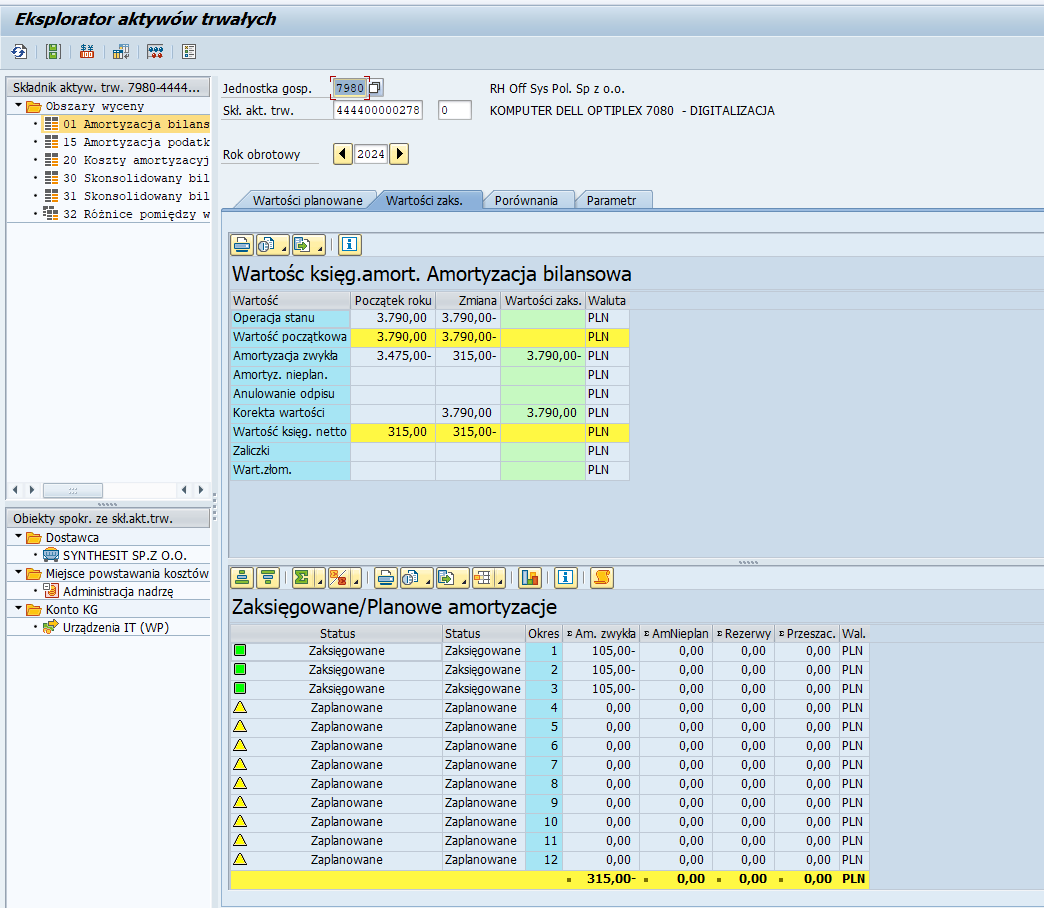 Eksplorator aktywów trwałych
Składnik aktyw. trw. 7980-4444...
Obszary wyceny
01 Amortyzacja bilans
15 Amortyzacja podatk
20 Koszty amortyzacyj
30 Skonsolidowany bil
31 Skonsolidowany bil
32 Różnice pomiędzy w
Obiekty spokr. ze skł.akt.trw.
Dostawca
SYNTHESIT SP.Z O.O.
Miejsce powstawania kosztów
Administracja nadrzę
Konto KG
Urządzenia IT (WP)
Jednostka gosp. 7980 RH Off Sys Pol. Sp z o.o.
Skł. akt. trw. 444400000278 0 KOMPUTER DELL OPTIPLEX 7080 - DIGITALIZACJA
Rok obrotowy 2024
Wartości planowane Wartości zaks. Porównania Parametr
Wartośc księg.amort. Amortyzacja bilansowa
Wartość Początek roku Zmiana Wartości zaks. Waluta
Operacja stanu 3.790,00 3.790,00- PLN
Wartość początkowa 3.790,00 3.790,00- PLN
Amortyzacja zwykła 3.475,00- 315,00- 3.790,00- PLN
Amortyz. nieplan. PLN
Anulowanie odpisu PLN
Korekta wartości 3.790,00 3.790,00 PLN
Wartość księg. netto 315,00 315,00- PLN
Zaliczki PLN
Wart.złom. PLN
Zaksięgowane/Planowe amortyzacje
Status Status Okres Σ Am. zwykła Σ AmNieplan Σ Rezerwy Σ Przeszac. Wal.
Zaksięgowane Zaksięgowane 1 105,00- 0,00 0,00 0,00 PLN
Zaksięgowane Zaksięgowane 2 105,00- 0,00 0,00 0,00 PLN
Zaksięgowane Zaksięgowane 3 105,00- 0,00 0,00 0,00 PLN
Zaplanowane Zaplanowane 4 0,00 0,00 0,00 0,00 PLN
Zaplanowane Zaplanowane 5 0,00 0,00 0,00 0,00 PLN
Zaplanowane Zaplanowane 6 0,00 0,00 0,00 0,00 PLN
Zaplanowane Zaplanowane 7 0,00 0,00 0,00 0,00 PLN
Zaplanowane Zaplanowane 8 0,00 0,00 0,00 0,00 PLN
Zaplanowane Zaplanowane 9 0,00 0,00 0,00 0,00 PLN
Zaplanowane Zaplanowane 10 0,00 0,00 0,00 0,00 PLN
Zaplanowane Zaplanowane 11 0,00 0,00 0,00 0,00 PLN
Zaplanowane Zaplanowane 12 0,00 0,00 0,00 0,00 PLN
315,00- 0,00 0,00 0,00 PLN